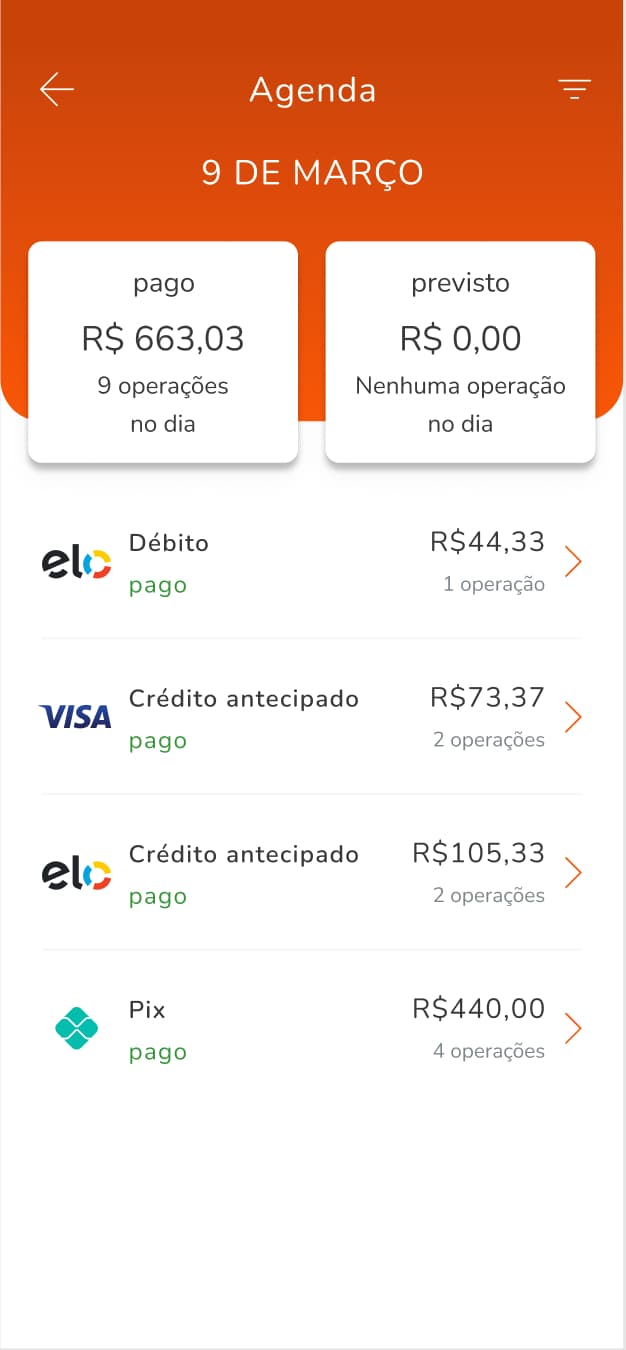 Agenda
9 DE MARÇO
pago
R$ 663,03
9 operações
no dia
previsto
R$ 0,00
Nenhuma operação
no dia
elo
Débito
R$44,33
pago
1 operação
VISA
Crédito antecipado
R$73,37
pago
2 operações
elo
Crédito antecipado
R$105,33
pago
2 operações
Pix
R$440,00
pago
4 operações